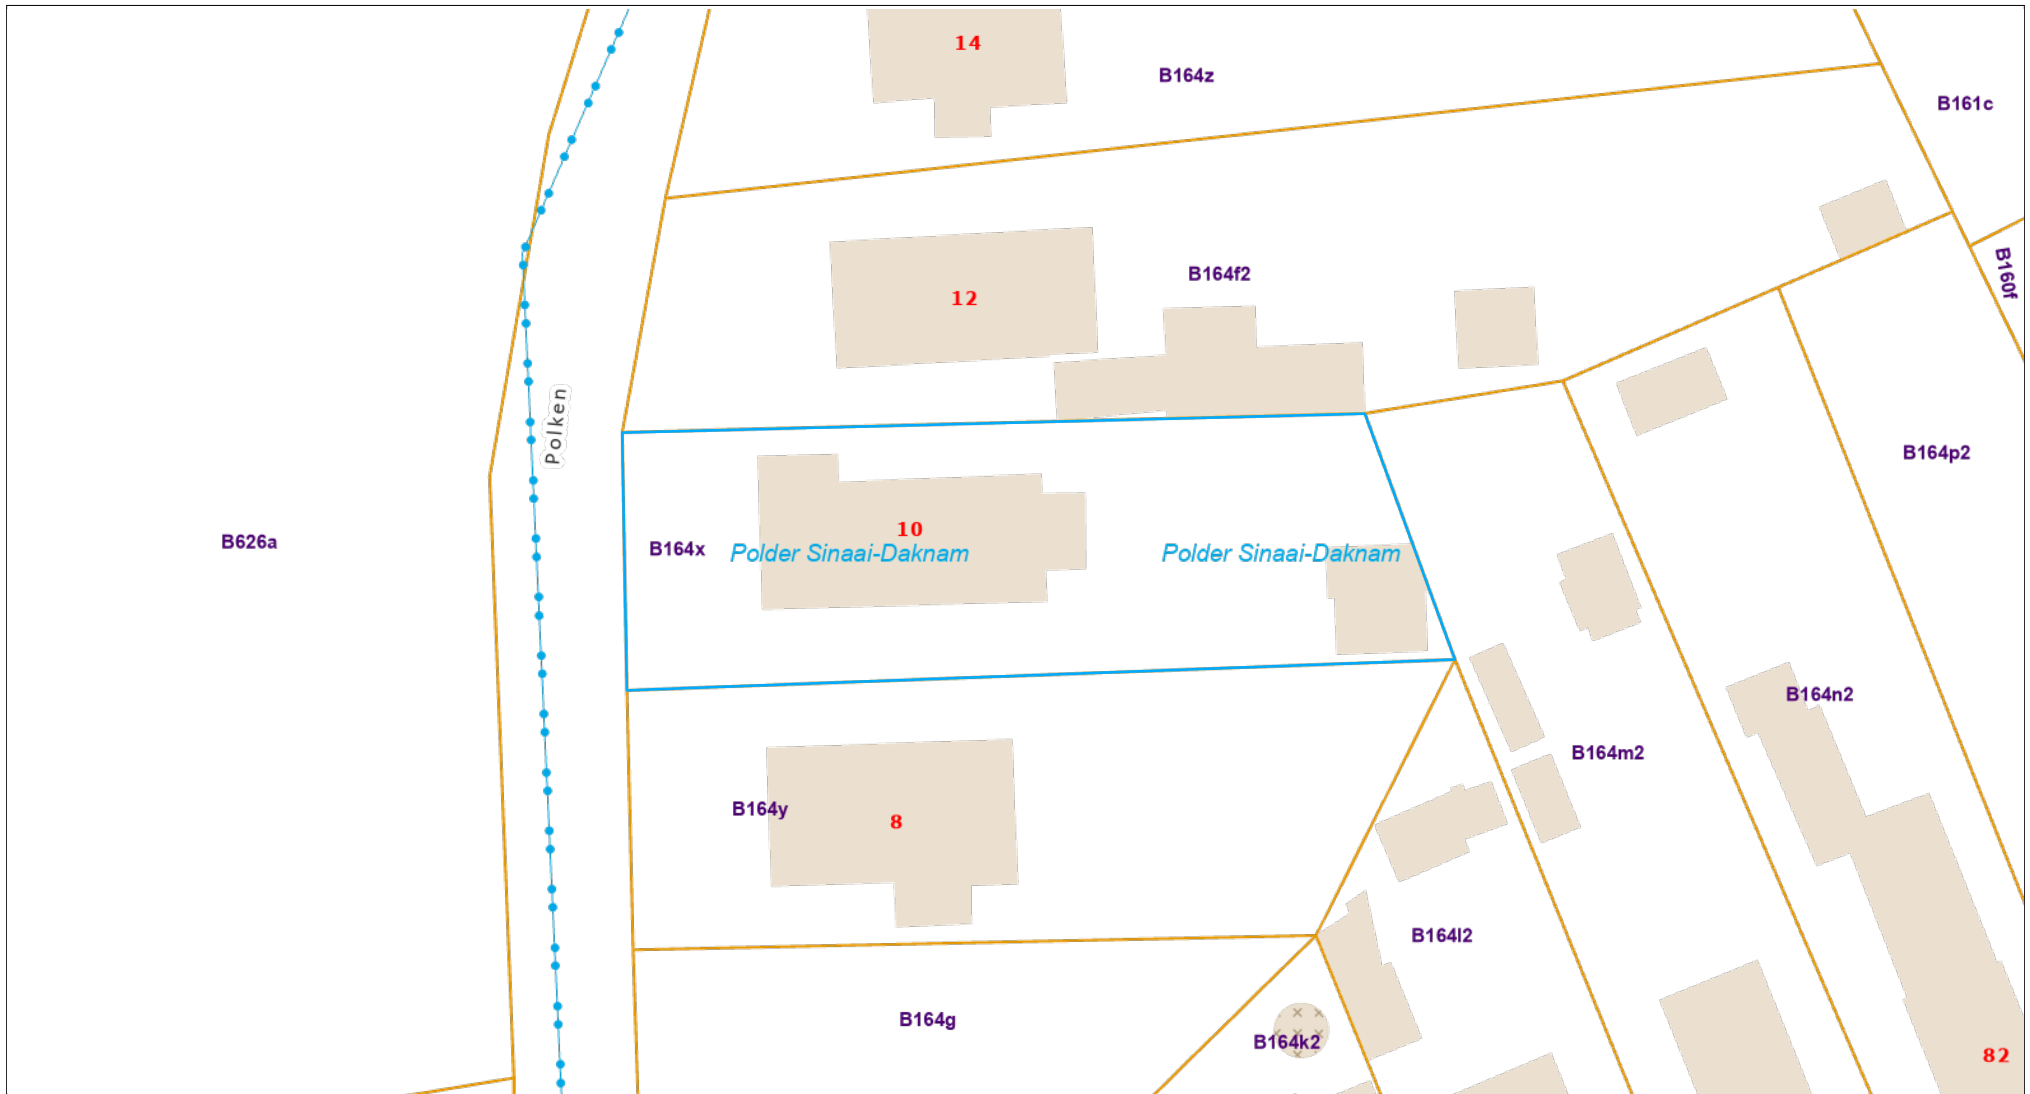 14
B164z
B161c
B164f2
B160f
12
Polken
B164p2
10
B626a
B164x
Polder Sinaai-Daknam
Polder Sinaai-Daknam
B164n2
B164m2
B164y
8
B164l2
B164g
B164k2
82